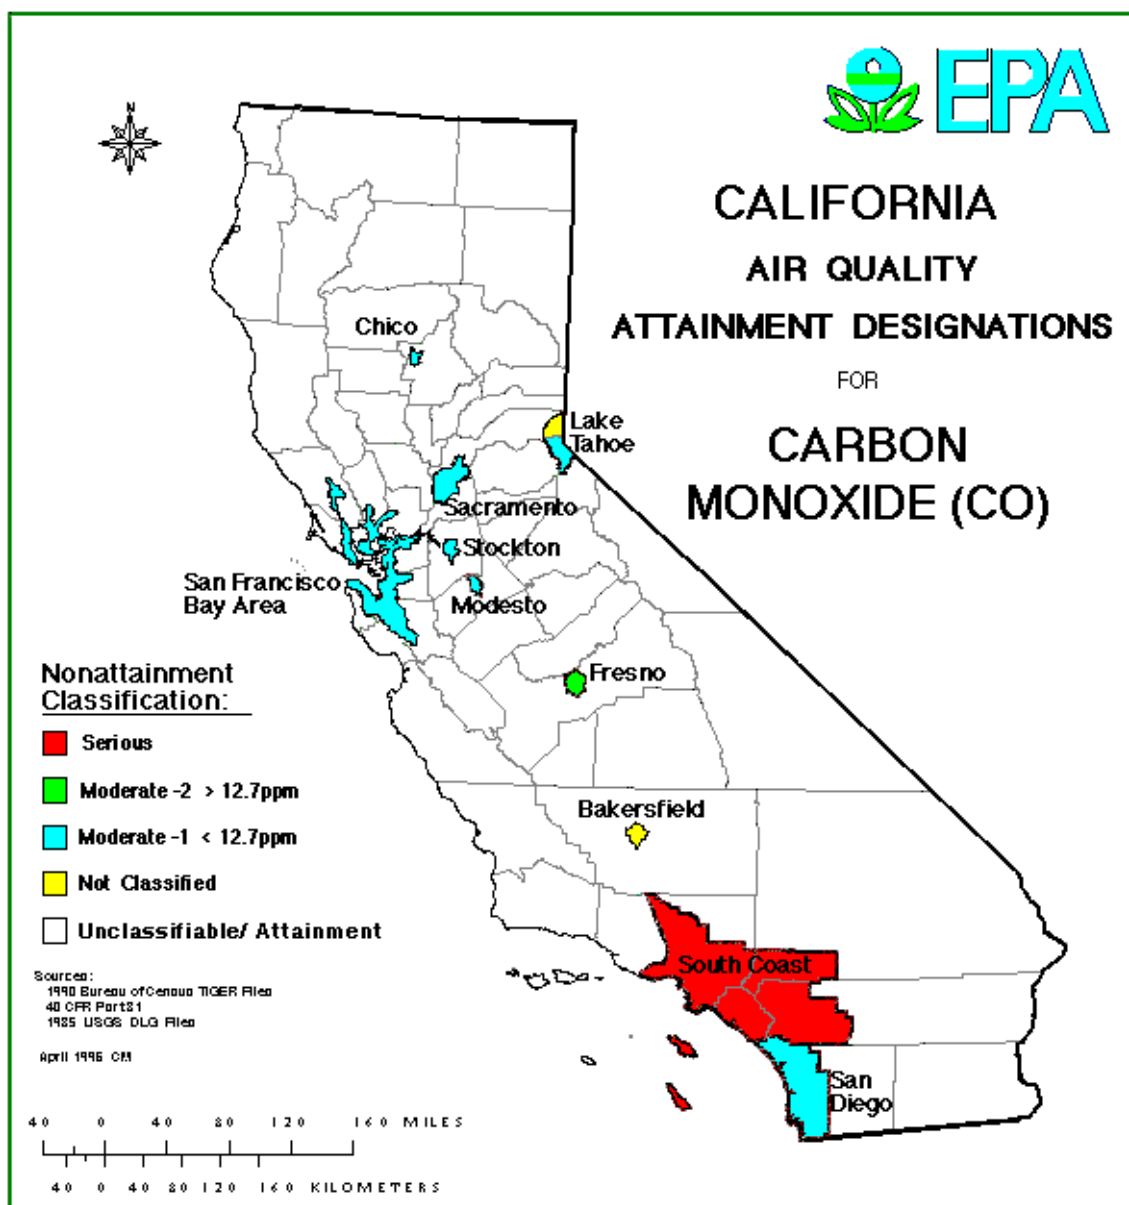 N
EPA
CALIFORNIA
AIR QUALITY
ATTAINMENT DESIGNATIONS
FOR
CARBON
MONOXIDE (CO)
Chico
Lake
Tahoe
Sacramento
Stockton
San Francisco
Bay Area
Modesto
Fresno
Bakersfield
South Coast
San
Diego
Nonattainment
Classification:
Serious
Moderate -2 > 12.7ppm
Moderate -1 < 12.7ppm
Not Classified
Unclassifiable/ Attainment
Sources:
1990 Bureau of Census TIGER Files
40 CFR Part 81
1985 USGS DLG Files
April 1996 CM
40 0 40 80 120 160 MILES
40 0 40 80 120 160 KILOMETERS